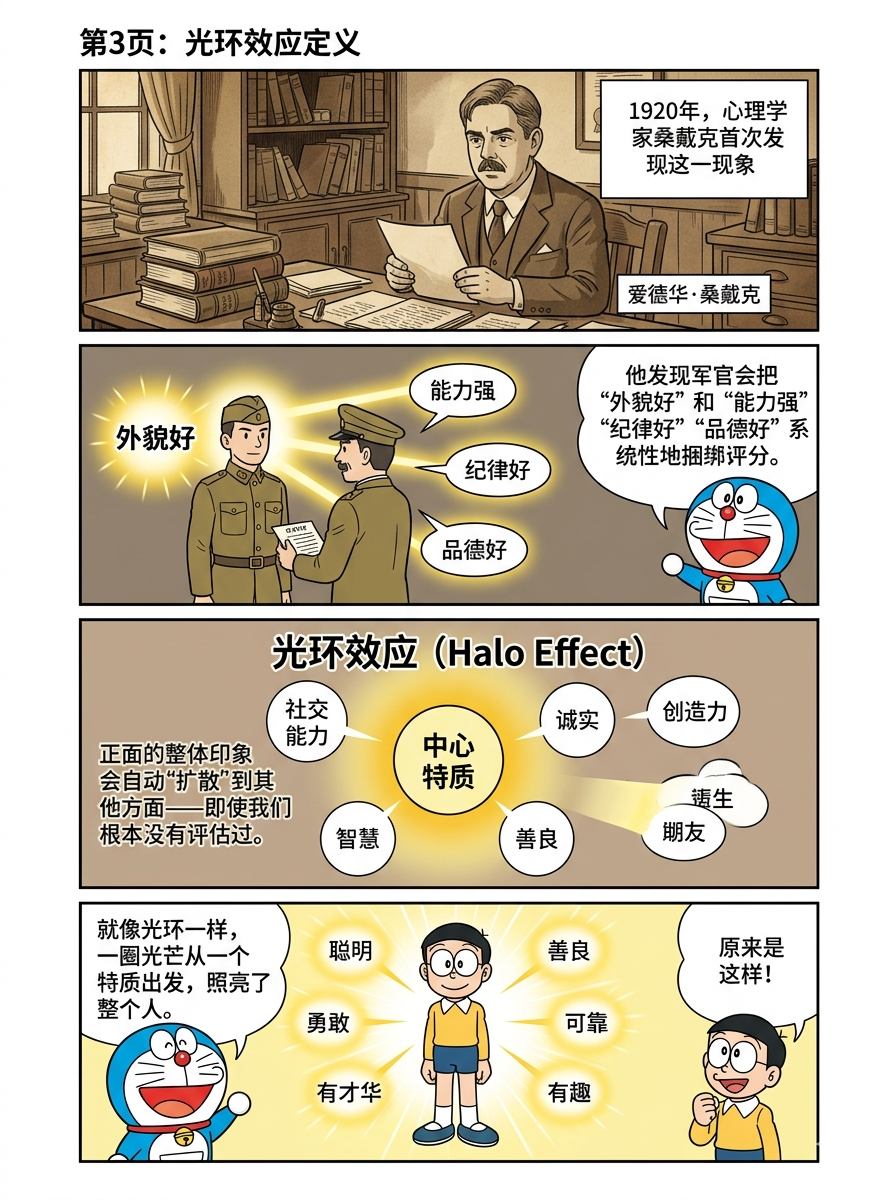 第3页：光环效应定义
1920年，心理学
家桑戴克首次发
现这一现象
爱德华·桑戴克
外貌好
能力强
纪律好
品德好
他发现军官会把
“外貌好”和“能力强”
“纪律好”“品德好”系
统性地捆绑评分。
光环效应（Halo Effect）
正面的整体印象
会自动“扩散”到其
他方面——即使我们
根本没有评估过。
社交
能力
中心
特质
诚实
创造力
智慧
善良
生
朋友
就像光环一样，
一圈光芒从一个
特质出发，照亮了
整个人。
聪明
勇敢
有才华
善良
可靠
有趣
原来是
这样！